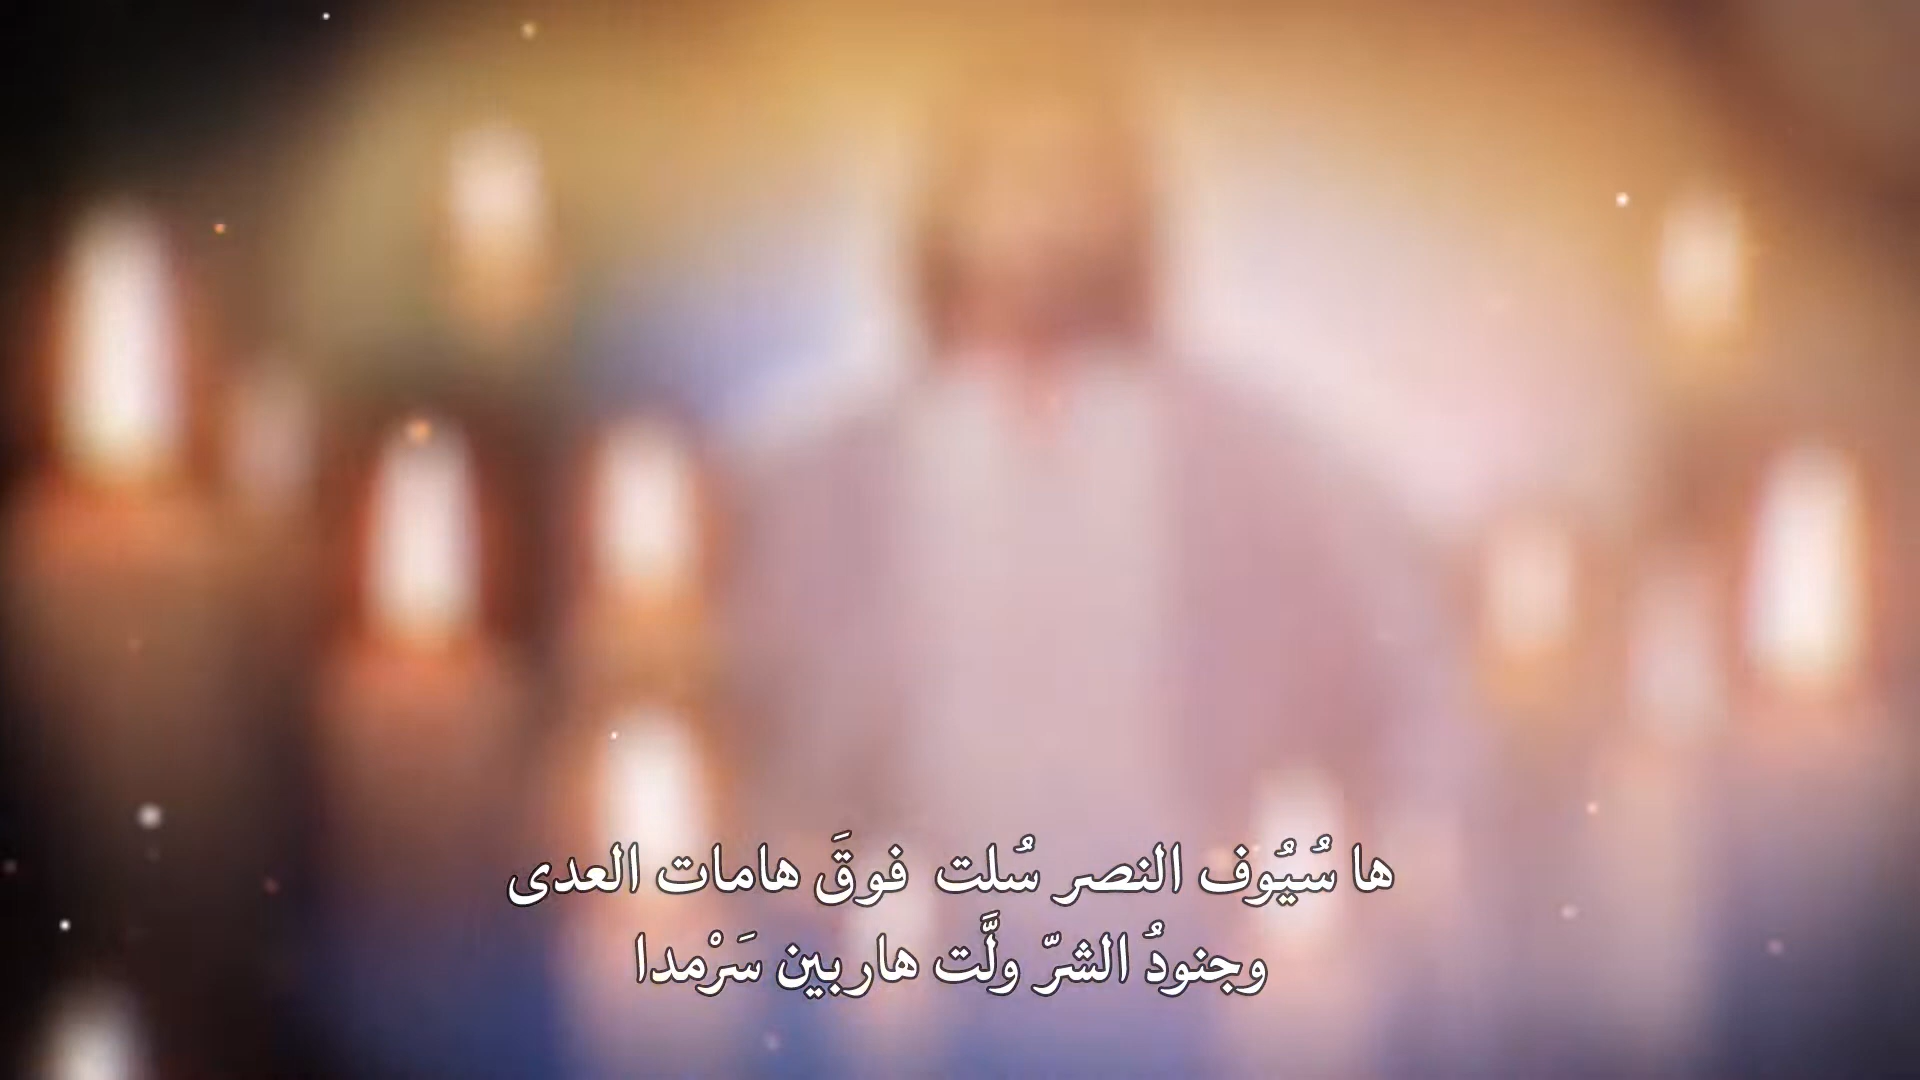 ها سُيُوف النصر سُلت فوقَ هامات العدى
وجنودُ الشرّ ولَّت هاربين سَرْمدا